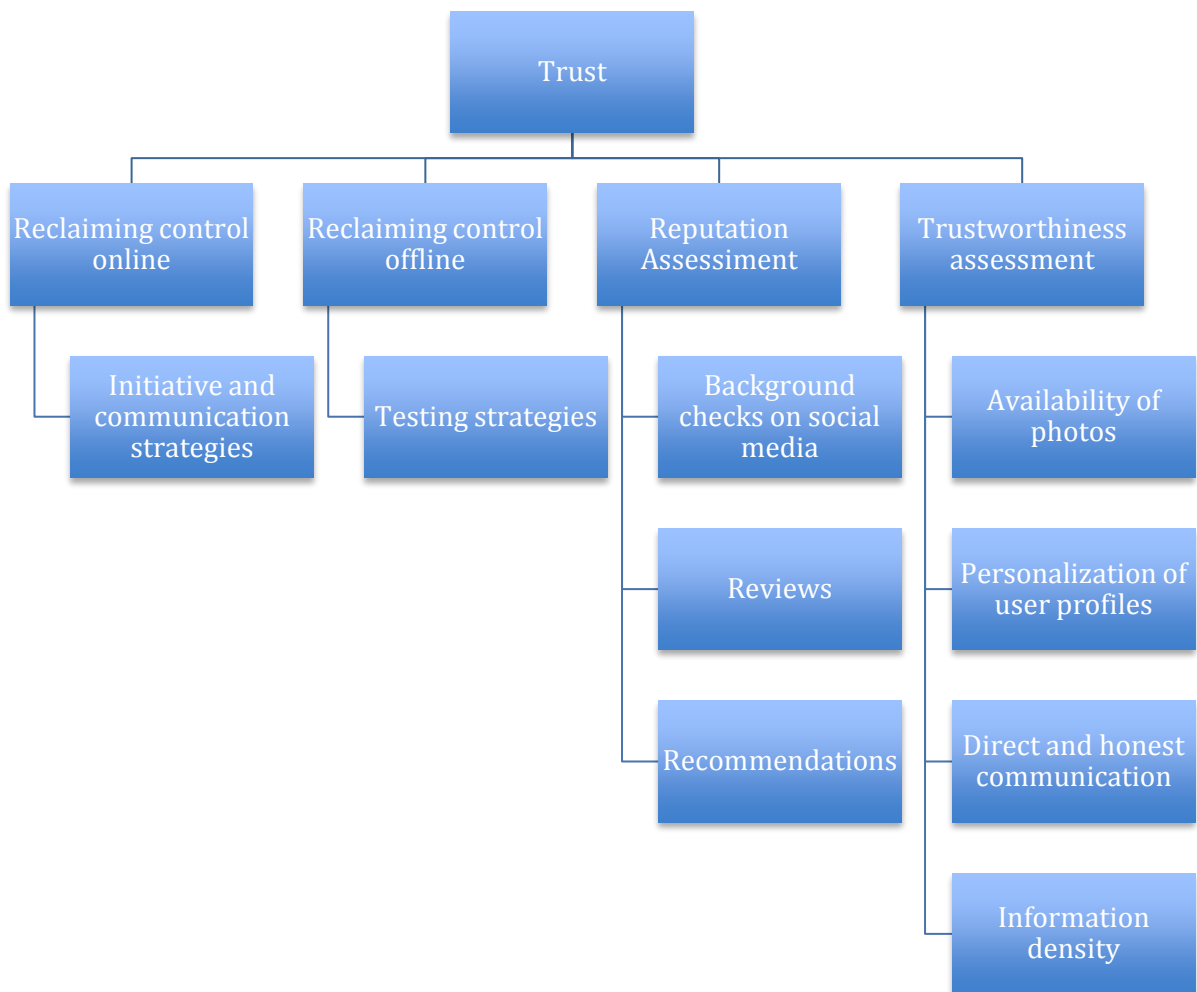 Trust
Reclaiming control
online
Reclaiming control
offline
Reputation
Assessiment
Trustworthiness
assessment
Initiative and
communication
strategies
Testing strategies
Background
checks on social
media
Availability of
photos
Reviews
Personalization of
user profiles
Recommendations
Direct and honest
communication
Information
density